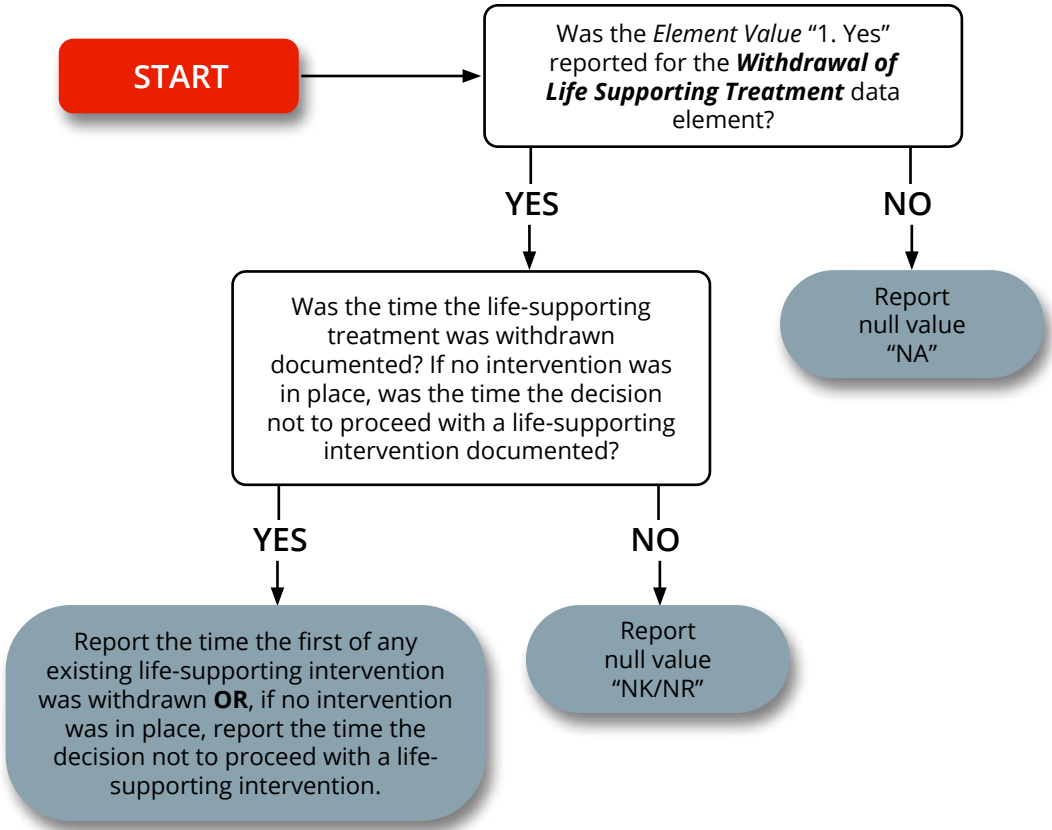 START
Was the Element Value “1. Yes”
reported for the Withdrawal of
Life Supporting Treatment data
element?
YES
NO
Was the time the life-supporting
treatment was withdrawn
documented? If no intervention was
in place, was the time the decision
not to proceed with a life-supporting
intervention documented?
Report
null value
“NA”
YES
NO
Report the time the first of any
existing life-supporting intervention
was withdrawn OR, if no intervention
was in place, report the time the
decision not to proceed with a life-
supporting intervention.
Report
null value
“NK/NR”